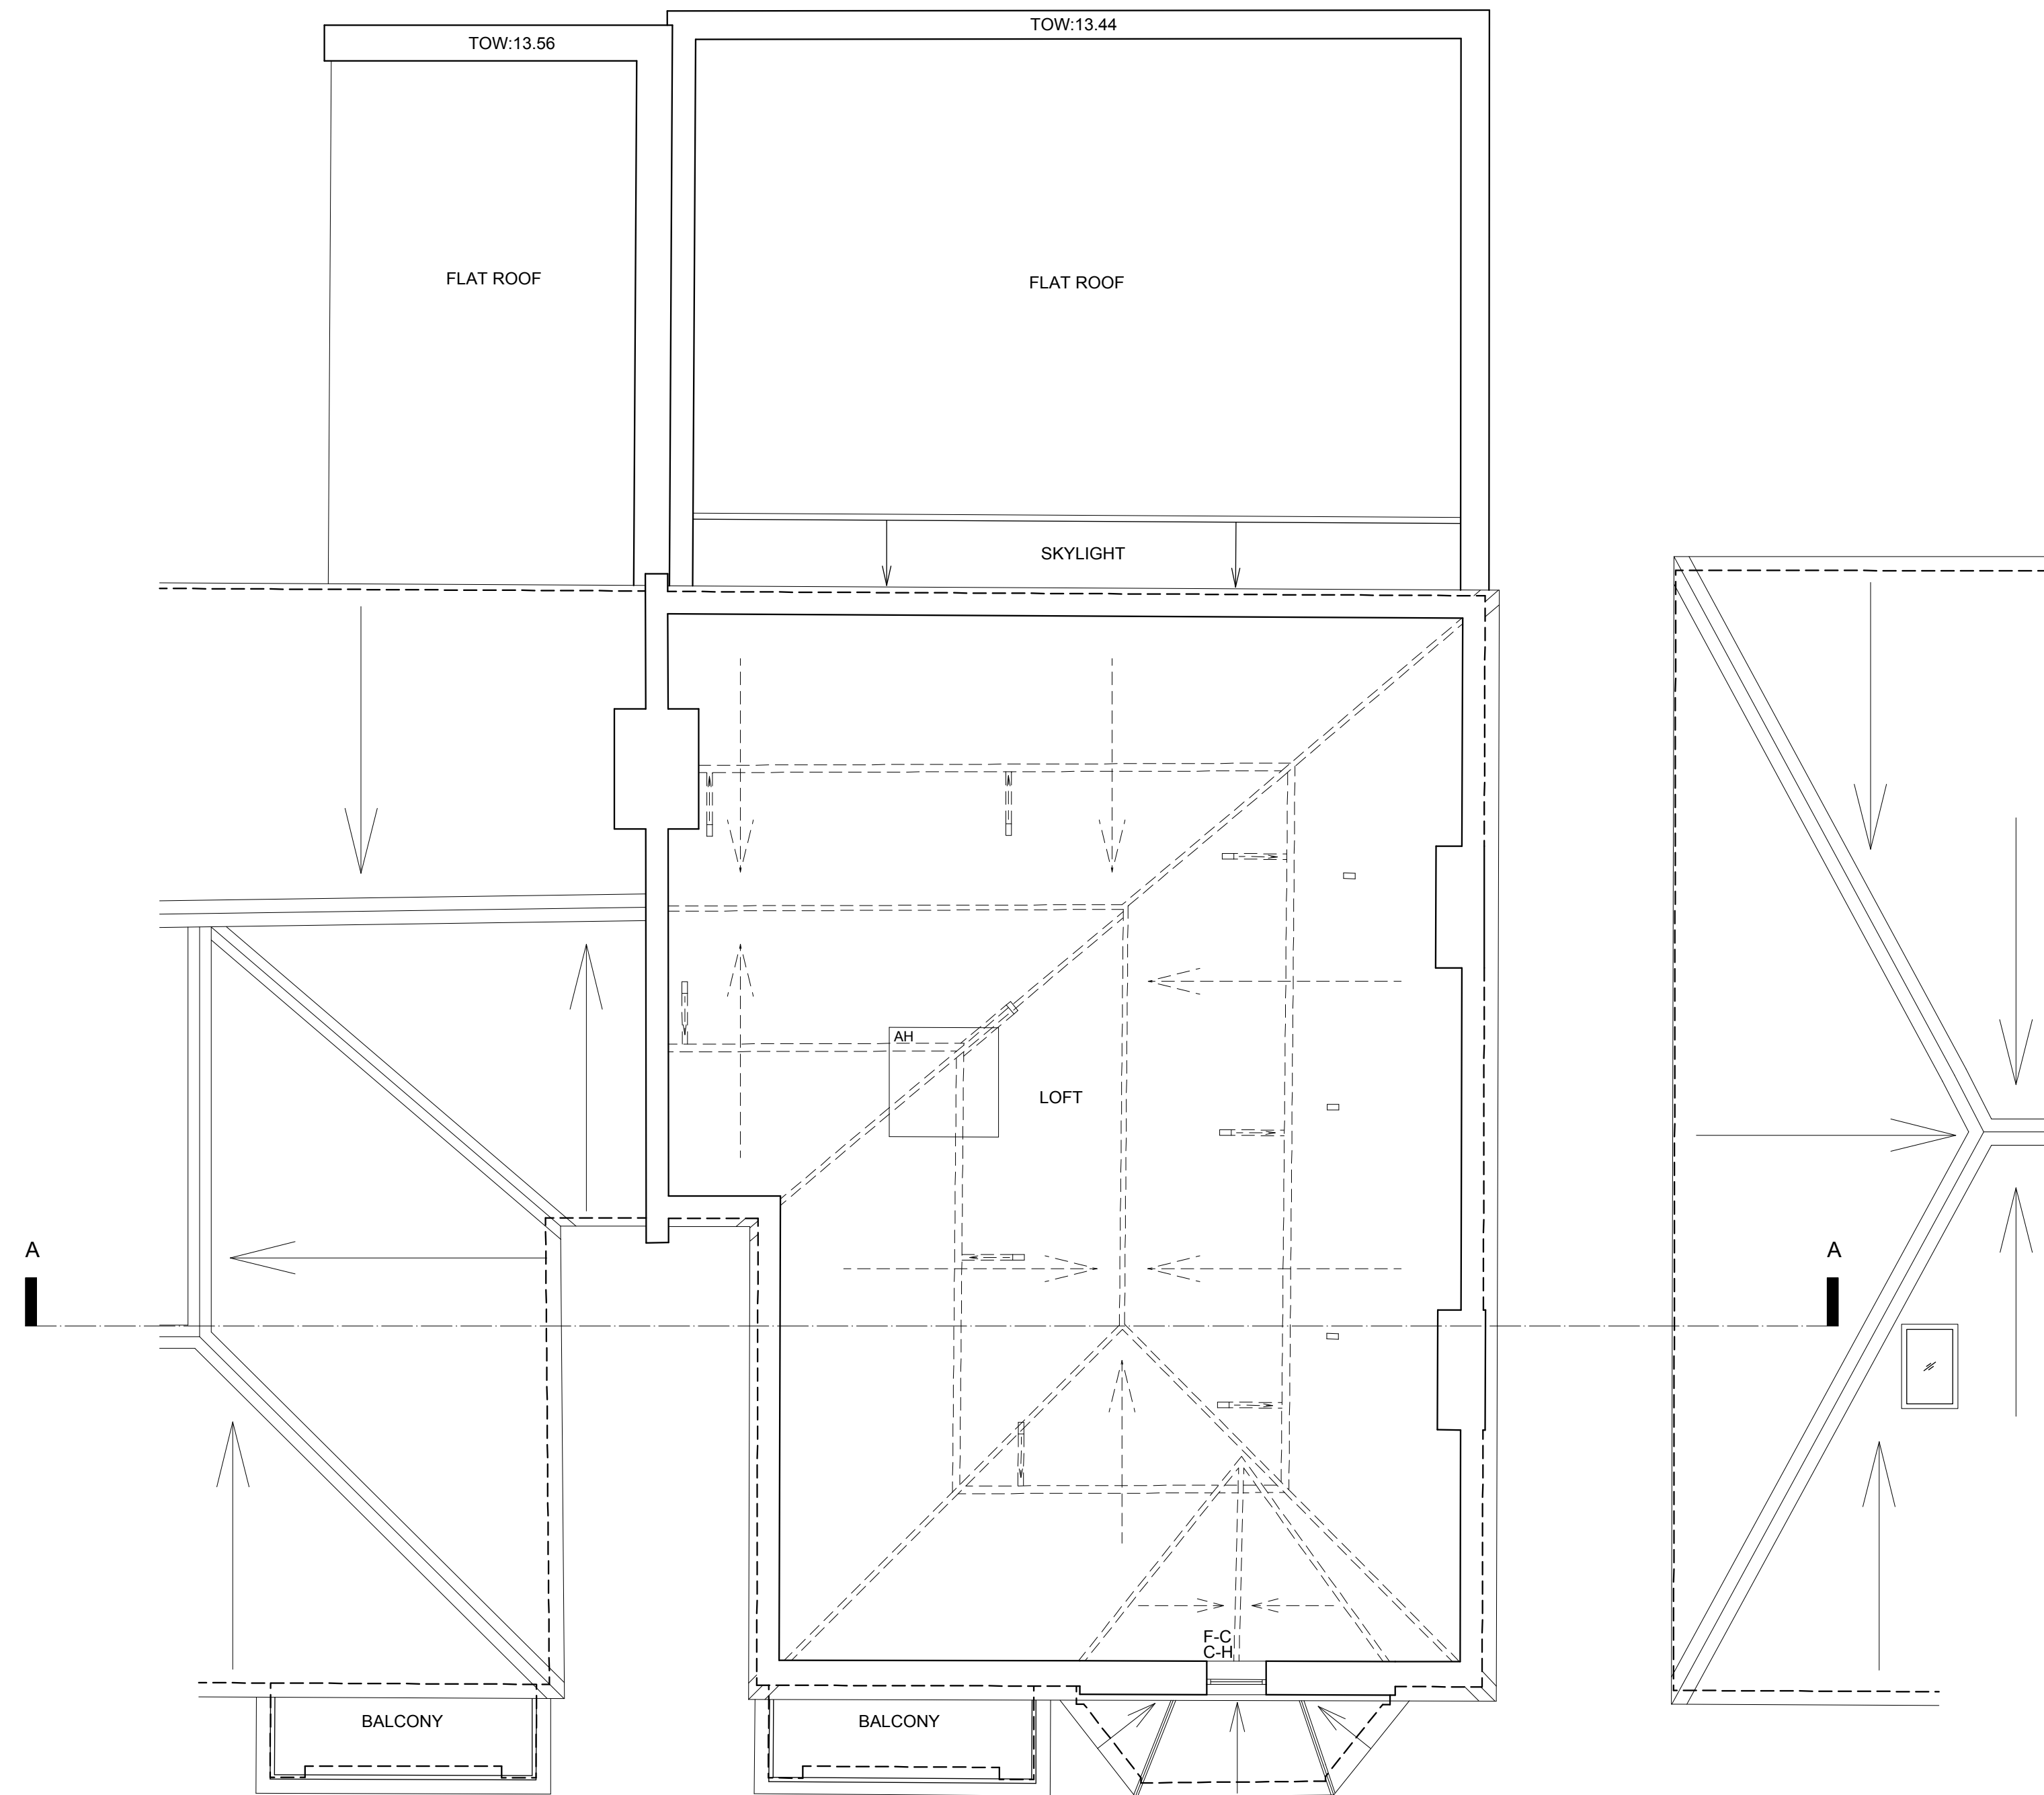 TOW:13.44
TOW:13.56
FLAT ROOF
FLAT ROOF
SKYLIGHT
AH
LOFT
A
A
F-C
C-H
BALCONY
BALCONY